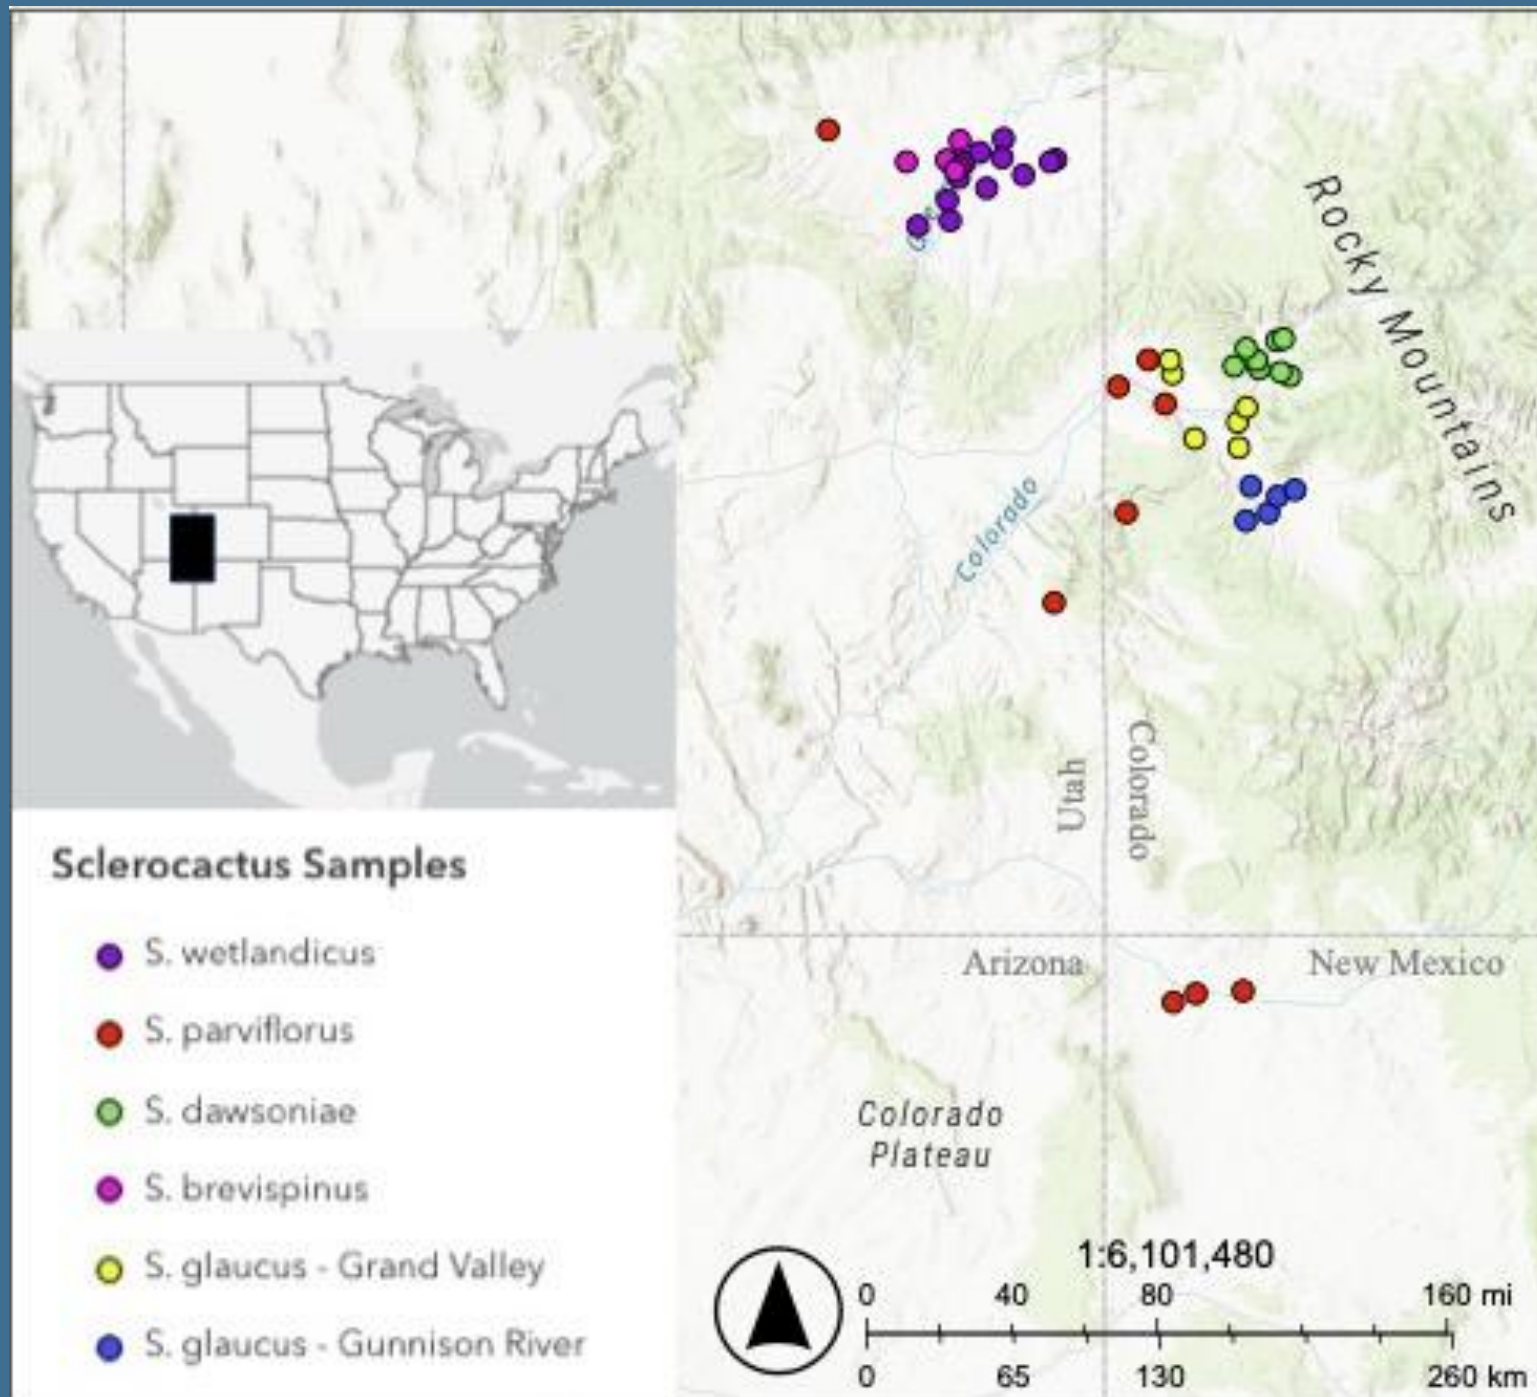 Rocky Mountains
Colorado
Utah
Colorado
Arizona
New Mexico
Colorado
Plateau
Sclerocactus Samples
S. wetlandicus
S. parviflorus
S. dawsoniae
S. brevispinus
S. glaucus - Grand Valley
S. glaucus - Gunnison River
1:6,101,480
0 40 80 160 mi
0 65 130 260 km